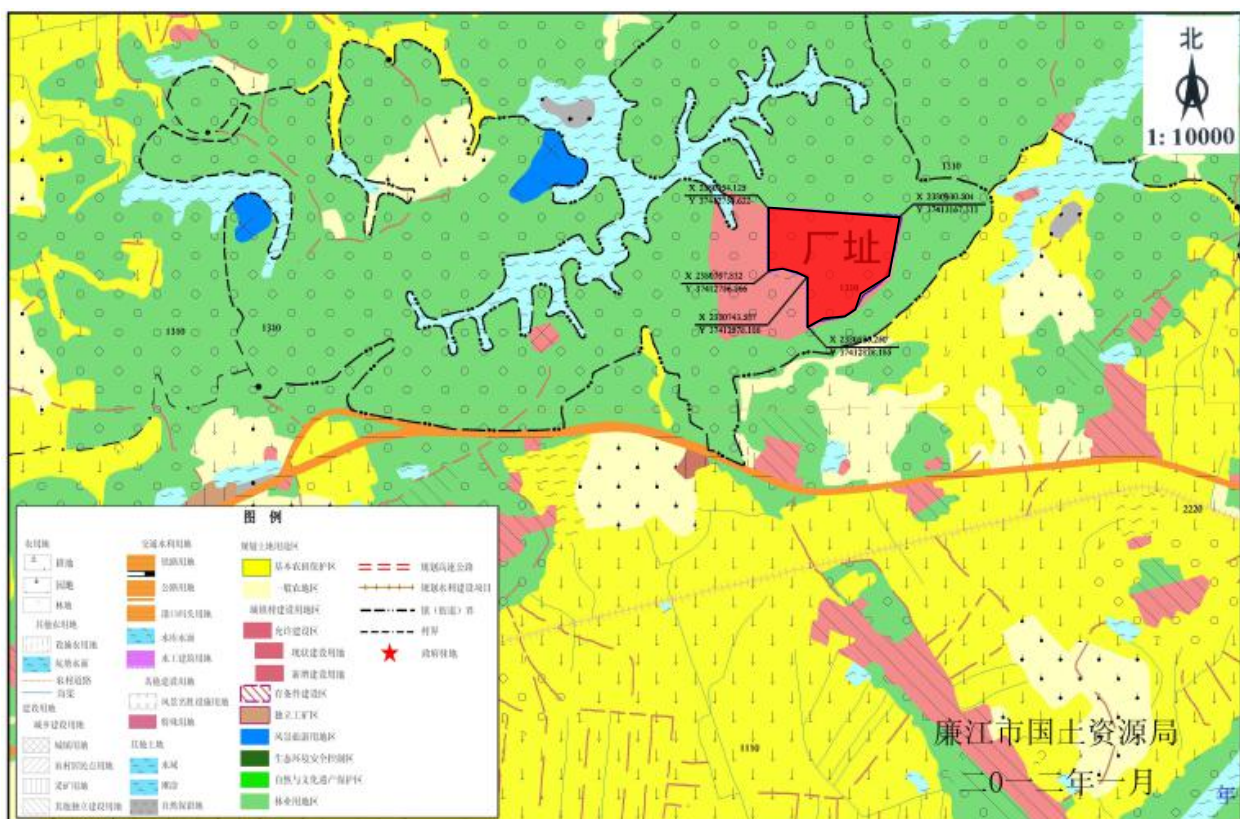 北
1: 10000
1310
厂址
1310
1310
1310
2220
1110
图 例
农用地
耕地
园地
林地
其他农用地
设施农用地
坑塘水面
农村道路
沟渠
建设用地
城乡建设用地
城镇用地
农村居民点用地
采矿用地
其他独立建设用地
交通水利用地
铁路用地
公路用地
港口码头用地
水库水面
水工建筑用地
其他建设用地
风景名胜设施用地
特殊用地
其他土地
水域
滩涂
自然保留地
规划土地用途区
基本农田保护区
一般农地区
城镇村建设用地区
允许建设区
现状建设用地
新增建设用地
有条件建设区
独立工矿区
风景旅游用地区
生态环境安全控制区
自然与文化遗产保护区
林业用地区
规划高速公路
规划水利建设项目
镇（街道）界
村界
政府驻地
廉江市国土资源局
二0一二年一月
年